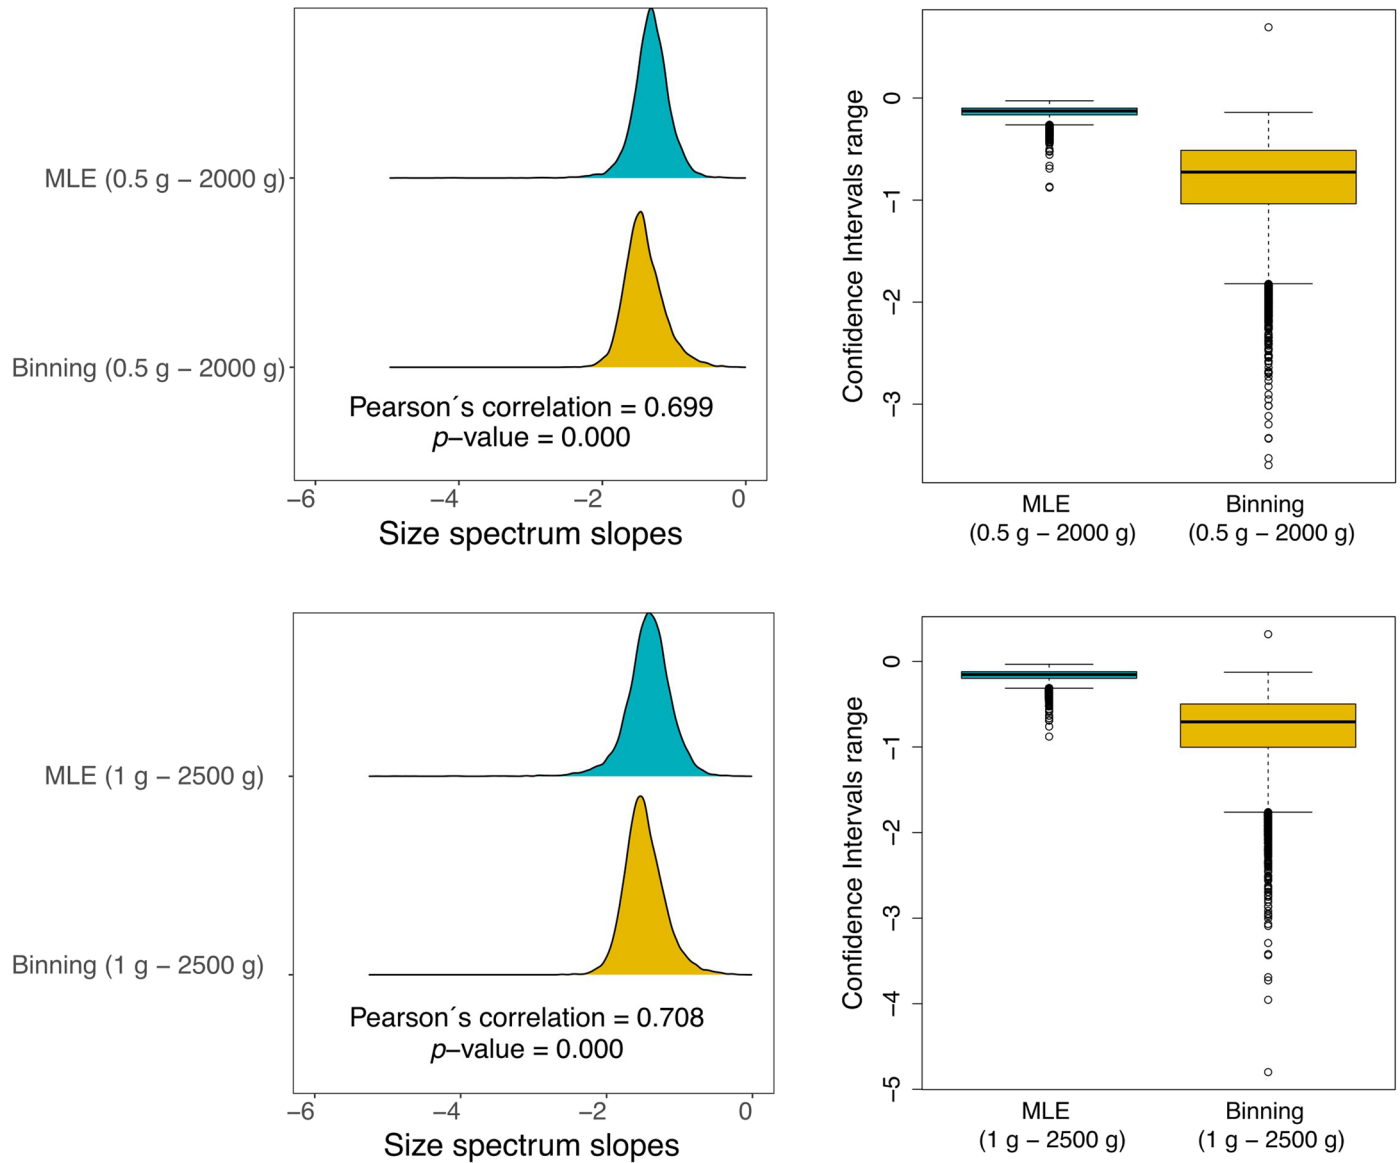 MLE (0.5 g – 2000 g)
Binning (0.5 g – 2000 g)
Pearson´s correlation = 0.699
p–value = 0.000
−6
−4
−2
0
Size spectrum slopes
Confidence Intervals range
0
−1
−2
−3
MLE
(0.5 g – 2000 g)
Binning
(0.5 g – 2000 g)
MLE (1 g – 2500 g)
Binning (1 g – 2500 g)
Pearson´s correlation = 0.708
p–value = 0.000
−6
−4
−2
0
Size spectrum slopes
Confidence Intervals range
0
−1
−2
−3
−4
−5
MLE
(1 g – 2500 g)
Binning
(1 g – 2500 g)